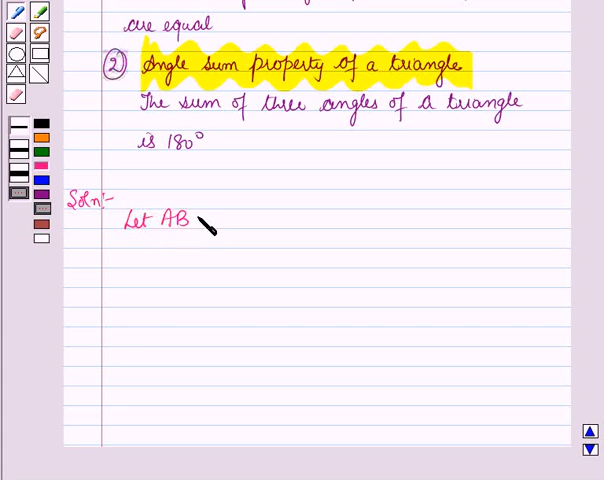 are equal
② Angle sum property of a triangle
The sum of three angles of a triangle
is 180°
Soln:-
Let AB